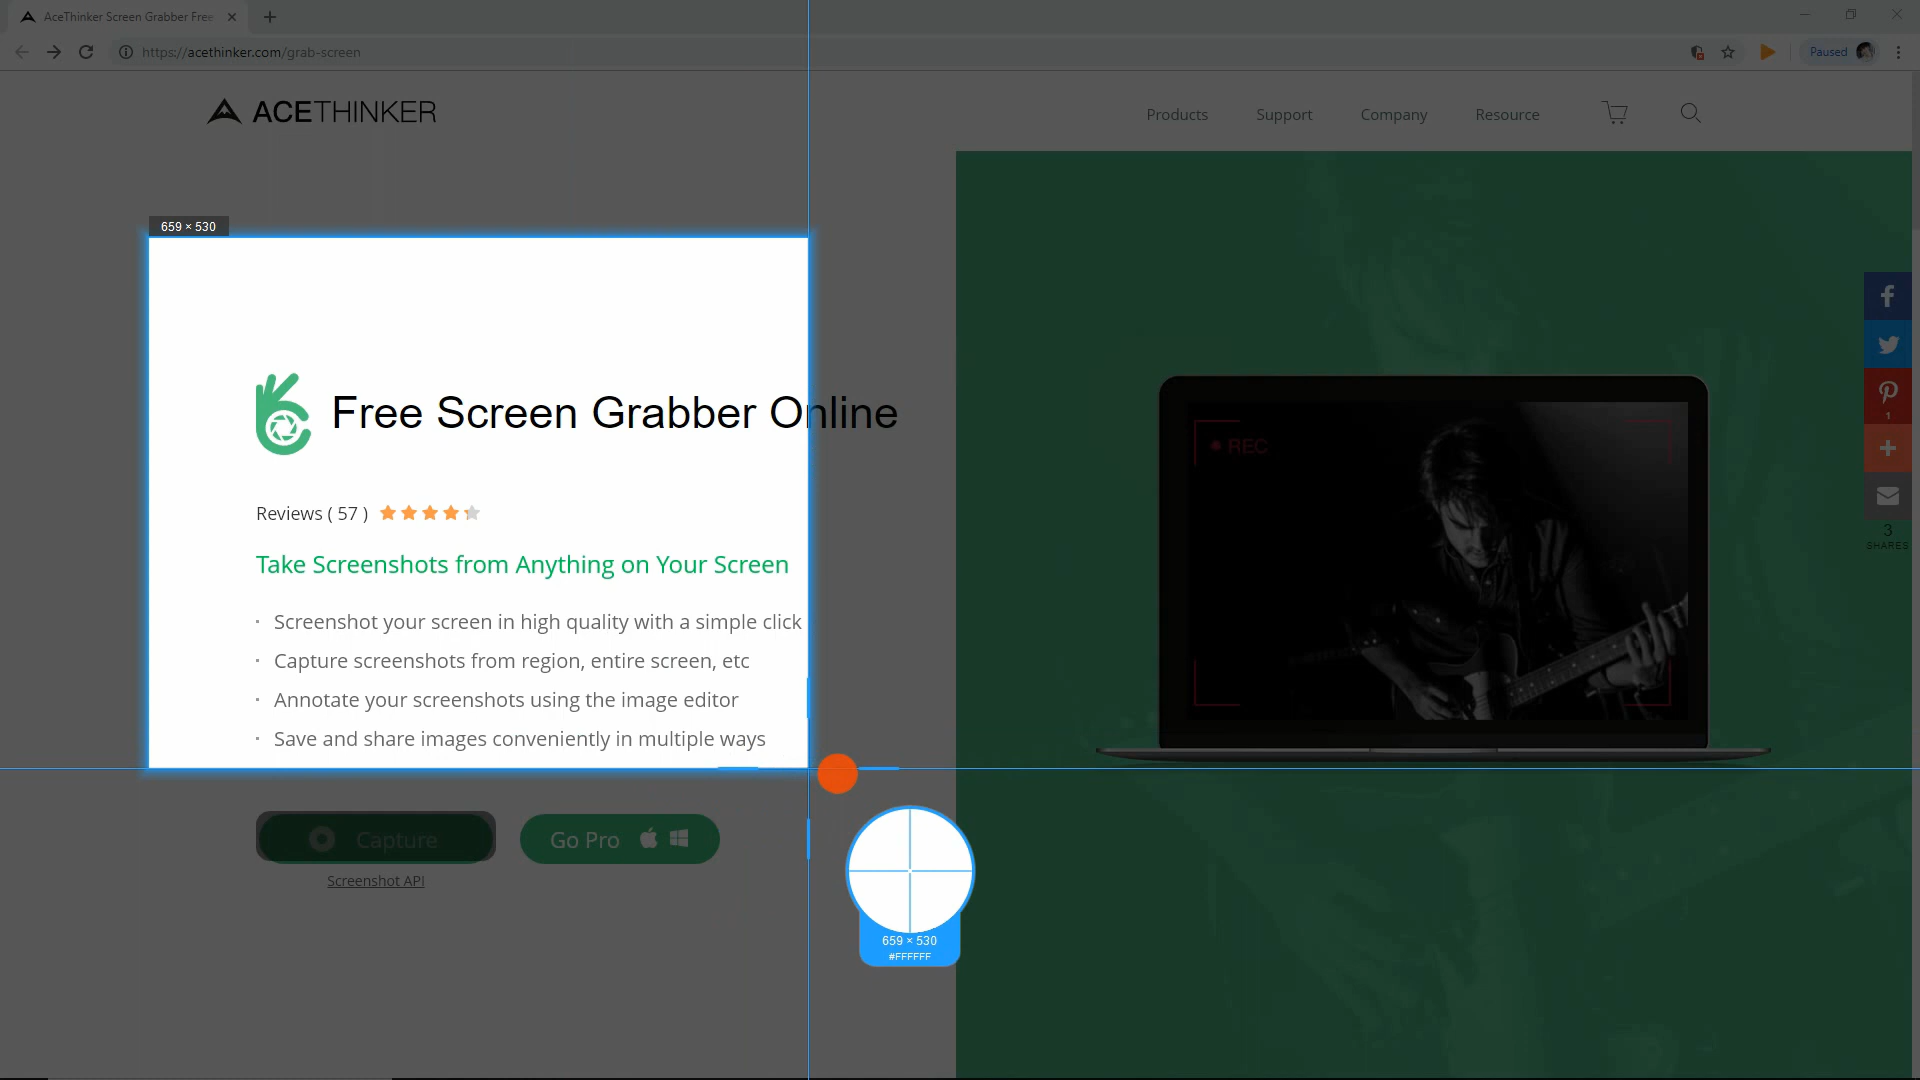 AceThinker Screen Grabber Free
https://acethinker.com/grab-screen
Paused
ACETHINKER
Products
Support
Company
Resource
659 × 530
Free Screen Grabber Online
REC
1
Reviews ( 57 )
Take Screenshots from Anything on Your Screen
3
SHARES
· Screenshot your screen in high quality with a simple click
· Capture screenshots from region, entire screen, etc
· Annotate your screenshots using the image editor
· Save and share images conveniently in multiple ways
Capture
Go Pro
Screenshot API
659 × 530
#FFFFFF